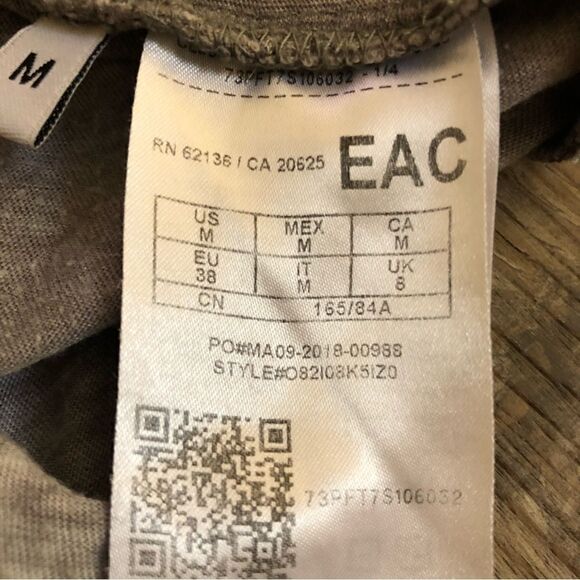 M
73PFT7S106032 - 1/4
RN 62136 / CA 20625 EAC
US M MEX M CA M
EU 38 IT M UK 8
CN 165/84A
PO#MA09-2018-00988
STYLE#O82I08K5IZ0
73PFT7S106032